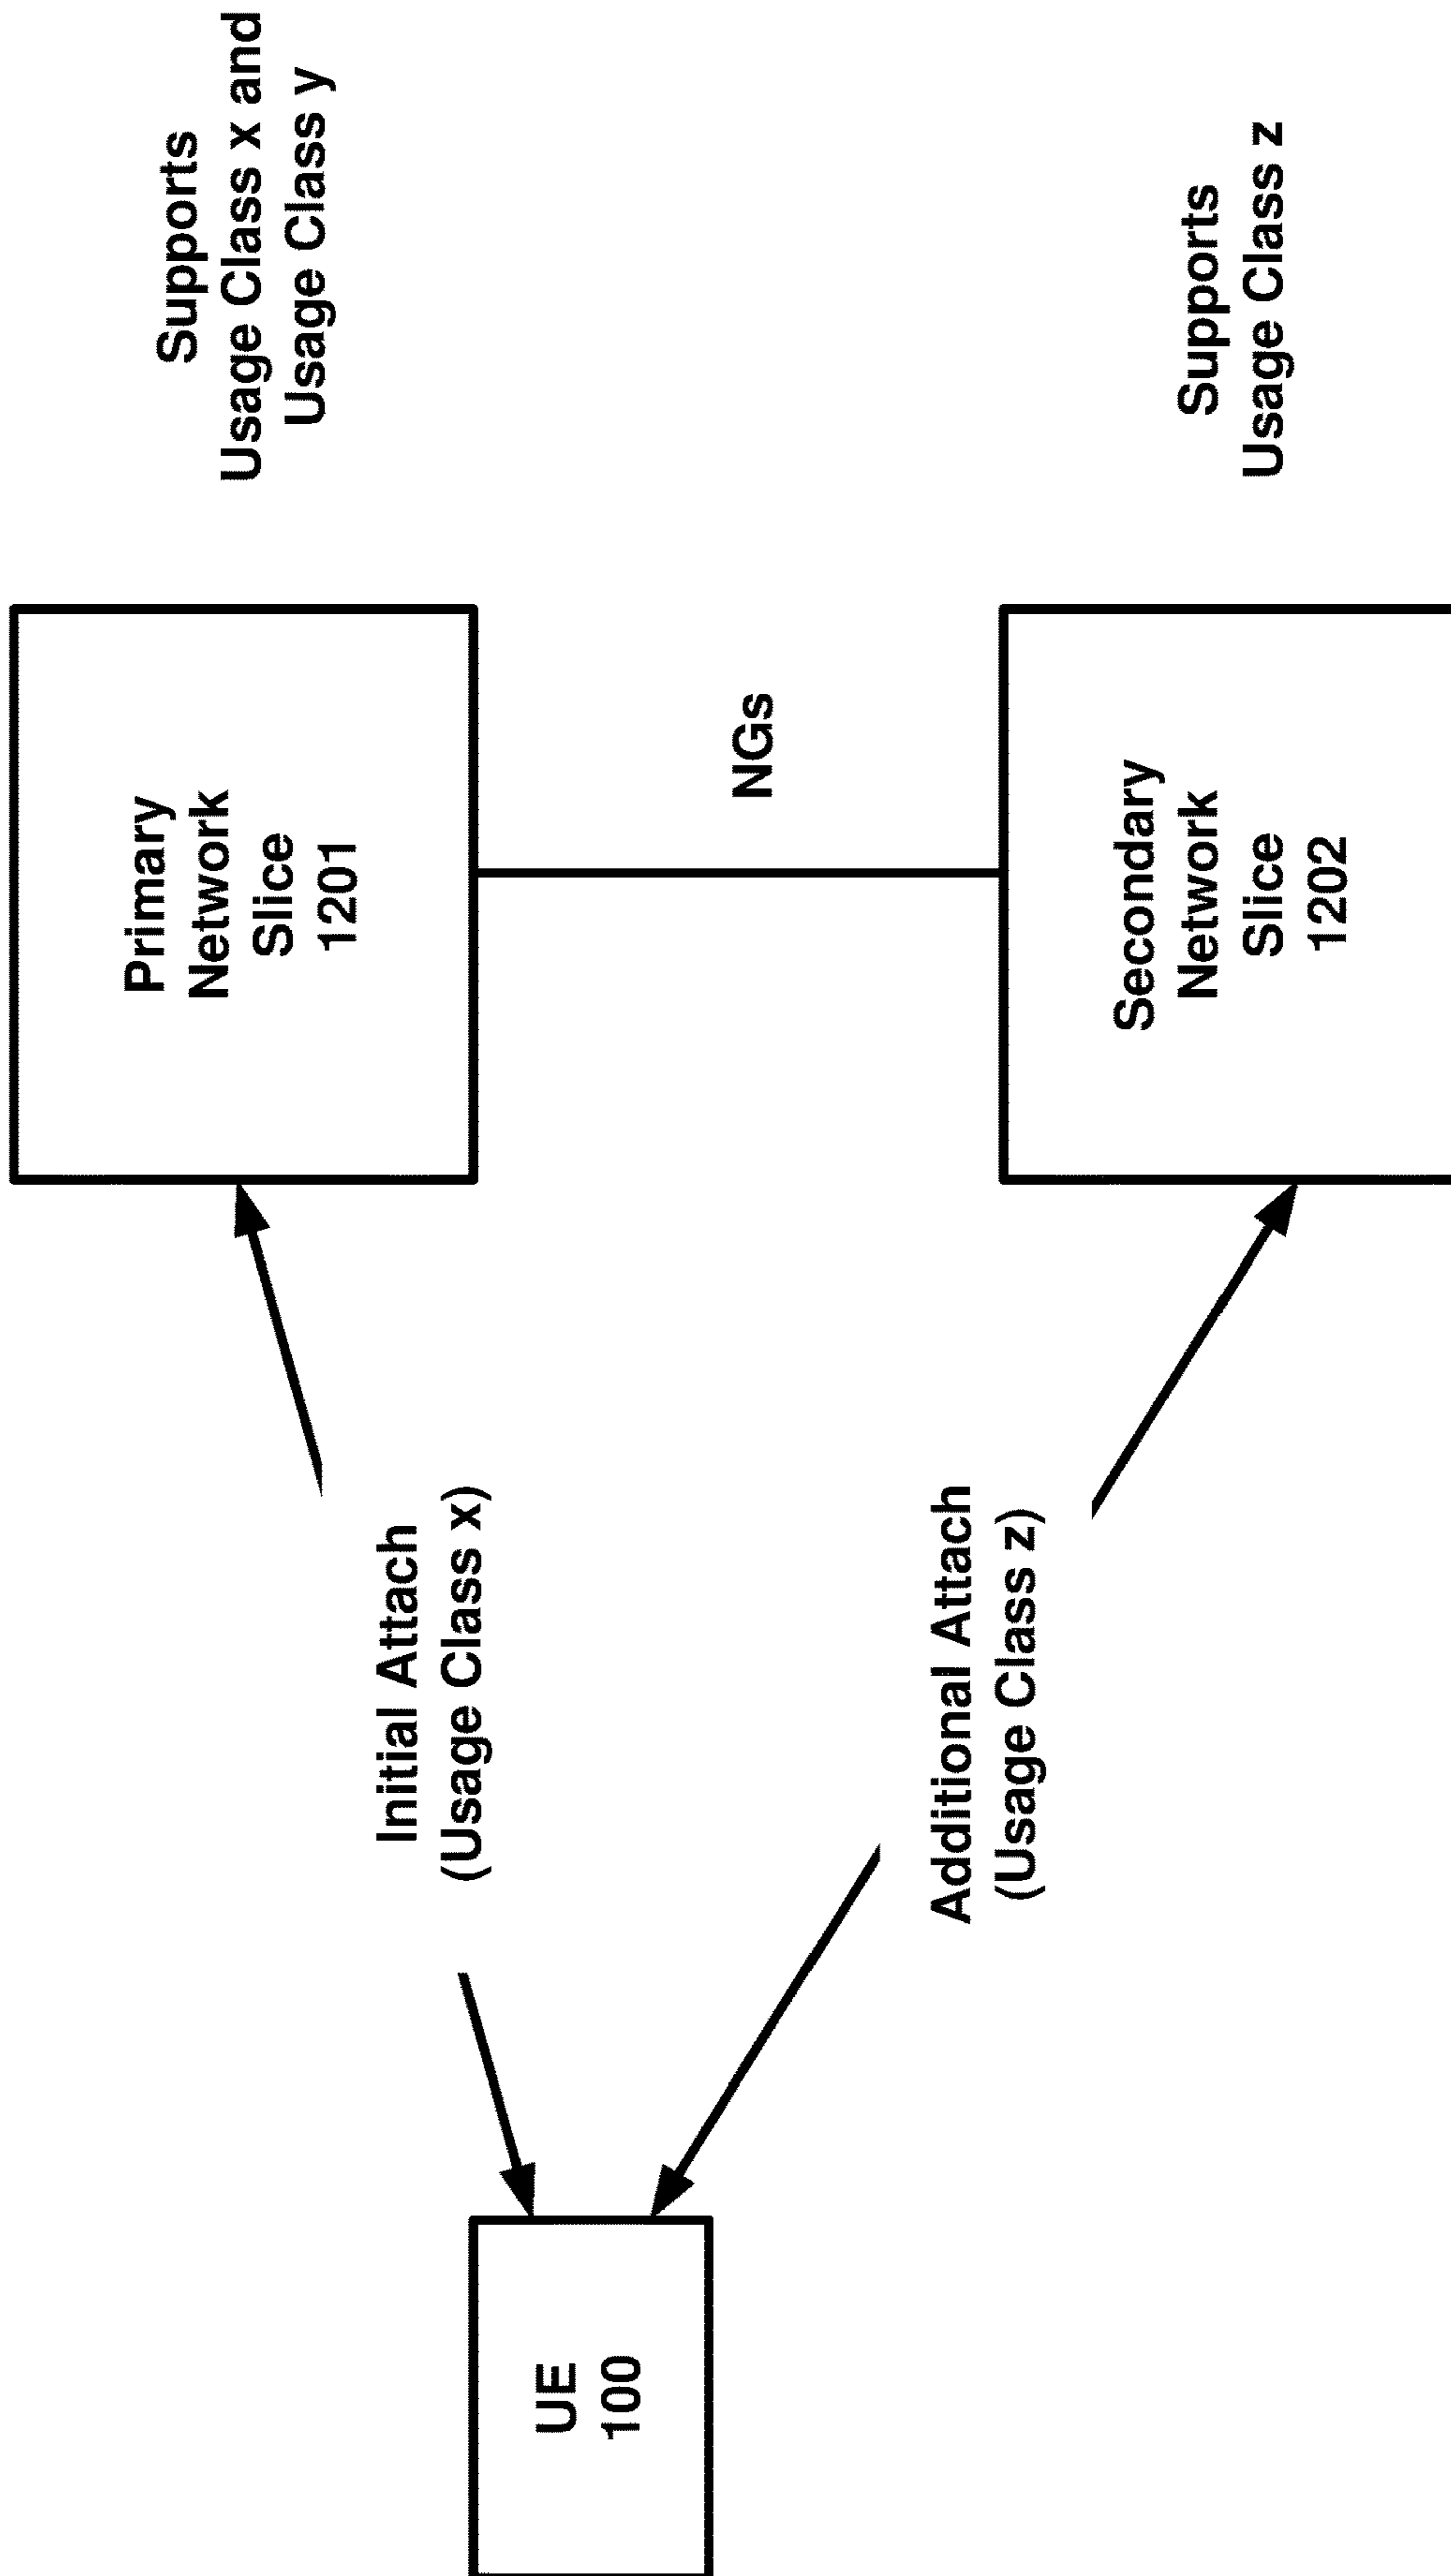 UE
100
Initial Attach
(Usage Class x)
Additional Attach
(Usage Class z)
Primary
Network
Slice
1201
NGs
Secondary
Network
Slice
1202
Supports
Usage Class x and
Usage Class y
Supports
Usage Class z